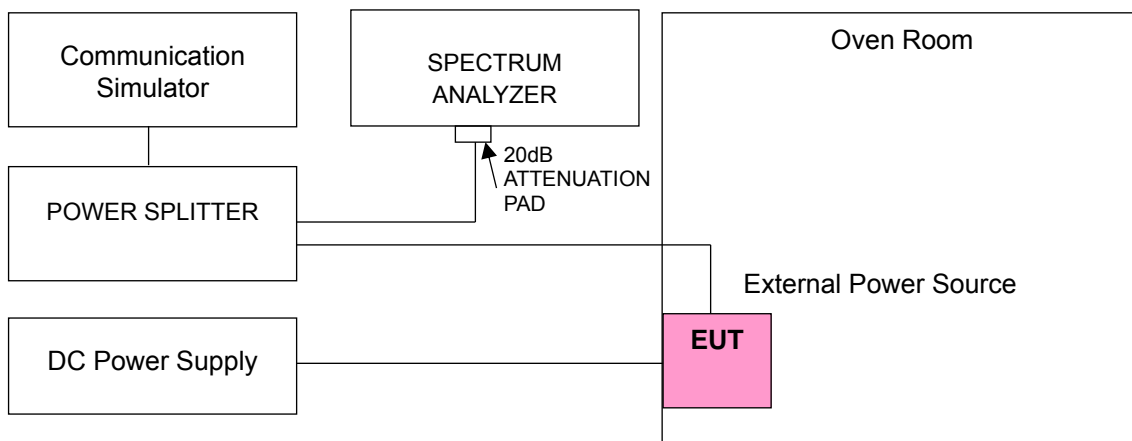 Communication
Simulator
SPECTRUM
ANALYZER
Oven Room
20dB
ATTENUATION
PAD
POWER SPLITTER
External Power Source
EUT
DC Power Supply